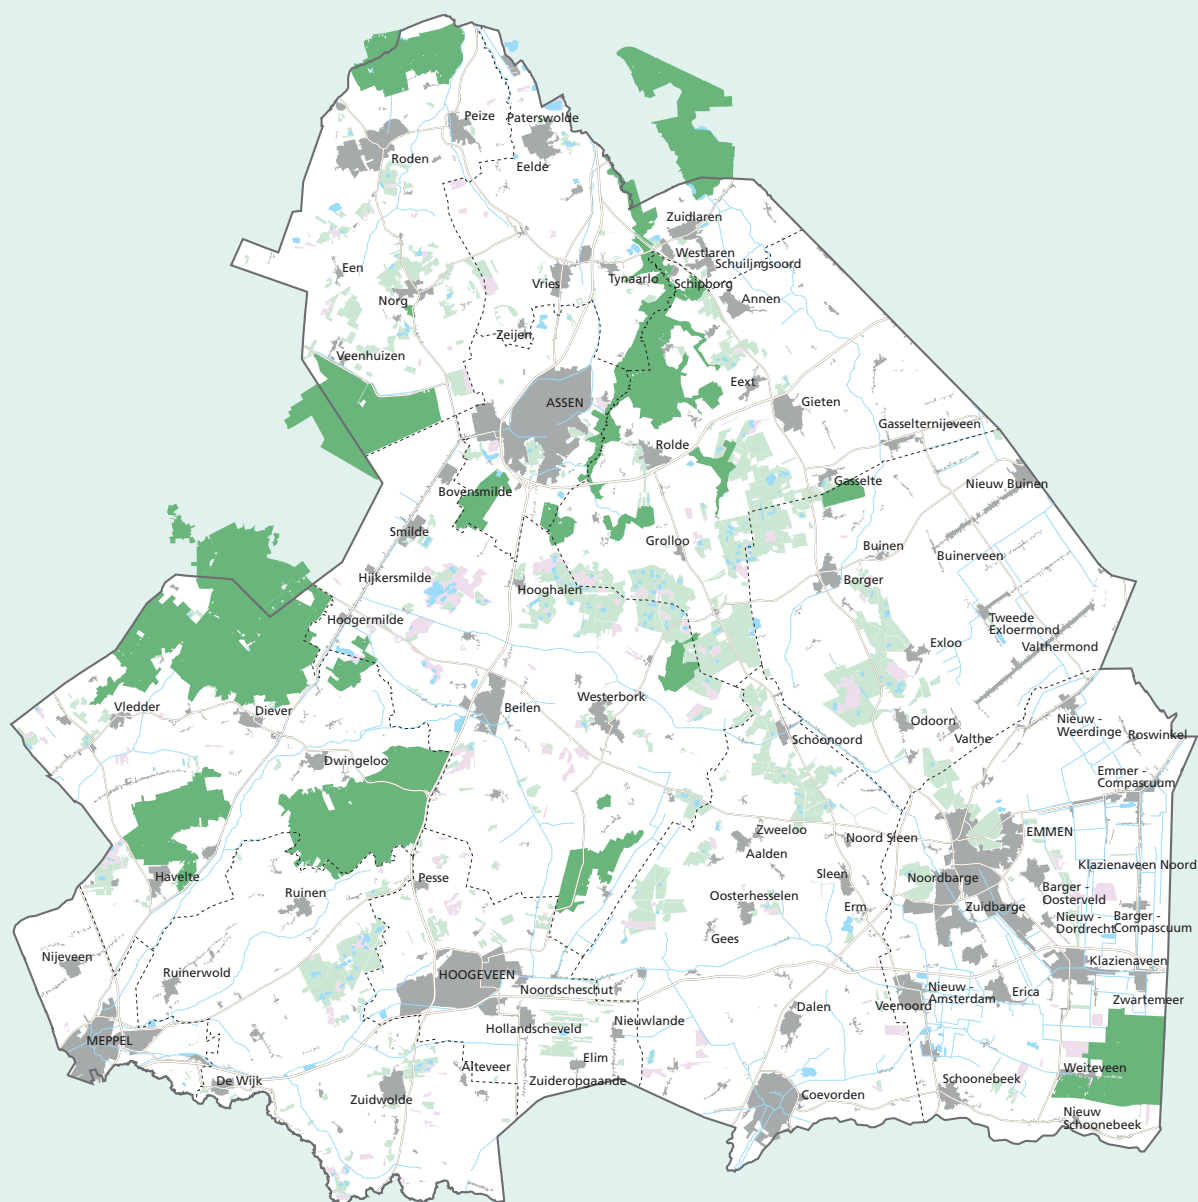 Peize
Paterswolde
Roden
Eelde
Zuidlaren
Westlaren
Schuilingsoord
Een
Tynaarlo
Schipborg
Vries
Norg
Annen
Zeijen
Veenhuizen
Eext
ASSEN
Gieten
Gasselternijeveen
Rolde
Gasselte
Nieuw Buinen
Bovensmilde
Smilde
Grolloo
Buinen
Buinerveen
Hijkersmilde
Borger
Hooghalen
Hoogermilde
Tweede
Exloermond
Exloo
Valthermond
Westerbork
Vledder
Diever
Beilen
Odoorn
Nieuw -
Weerdinge
Roswinkel
Schoonoord
Valthe
Dwingeloo
Emmer -
Compascuum
Zweeloo
Noord Sleen
EMMEN
Aalden
Klazienaveen Noord
Havelte
Pesse
Sleen
Noordbarge
Ruinen
Oosterhesselen
Barger -
Oosterveld
Erm
Zuidbarge
Nieuw -
Dordrecht
Barger -
Compascuum
Gees
Nijeveen
Klazienaveen
Ruinerwold
HOOGEVEEN
Noordscheschut
Nieuw -
Amsterdam
Erica
Zwartemeer
Veenoord
Dalen
Hollandscheveld
Nieuwlande
MEPPEL
Elim
Alteveer
Weiteveen
De Wijk
Zuideropgaande
Schoonebeek
Zuidwolde
Coevorden
Nieuw
Schoonebeek